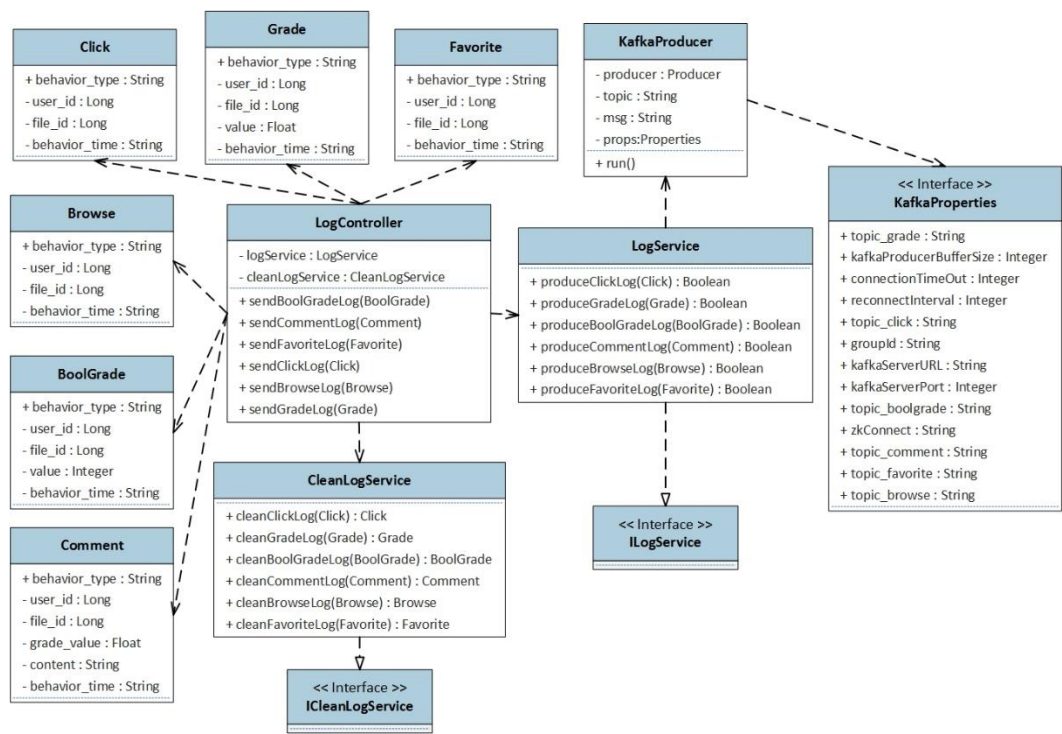 Click
+ behavior_type : String
- user_id : Long
- file_id : Long
- behavior_time : String
Grade
+ behavior_type : String
- user_id : Long
- file_id : Long
- value : Float
- behavior_time : String
Favorite
+ behavior_type : String
- user_id : Long
- file_id : Long
- behavior_time : String
KafkaProducer
- producer : Producer
- topic : String
- msg : String
- props:Properties
+ run()
Browse
+ behavior_type : String
- user_id : Long
- file_id : Long
- behavior_time : String
LogController
- logService : LogService
- cleanLogService : CleanLogService
+ sendBoolGradeLog(BoolGrade)
+ sendCommentLog(Comment)
+ sendFavoriteLog(Favorite)
+ sendClickLog(Click)
+ sendBrowseLog(Browse)
+ sendGradeLog(Grade)
LogService
+ produceClickLog(Click) : Boolean
+ produceGradeLog(Grade) : Boolean
+ produceBoolGradeLog(BoolGrade) : Boolean
+ produceCommentLog(Comment) : Boolean
+ produceBrowseLog(Browse) : Boolean
+ produceFavoriteLog(Favorite) : Boolean
<< Interface >>
KafkaProperties
+ topic_grade : String
+ kafkaProducerBufferSize : Integer
+ connectionTimeOut : Integer
+ reconnectInterval : Integer
+ topic_click : String
+ groupId : String
+ kafkaServerURL : String
+ kafkaServerPort : Integer
+ topic_boolgrade : String
+ zkConnect : String
+ topic_comment : String
+ topic_favorite : String
+ topic_browse : String
BoolGrade
+ behavior_type : String
- user_id : Long
- file_id : Long
- value : Integer
- behavior_time : String
CleanLogService
+ cleanClickLog(Click) : Click
+ cleanGradeLog(Grade) : Grade
+ cleanBoolGradeLog(BoolGrade) : BoolGrade
+ cleanCommentLog(Comment) : Comment
+ cleanBrowseLog(Browse) : Browse
+ cleanFavoriteLog(Favorite) : Favorite
<< Interface >>
ILogService
Comment
+ behavior_type : String
- user_id : Long
- file_id : Long
- grade_value : Float
- content : String
- behavior_time : String
<< Interface >>
ICleanLogService